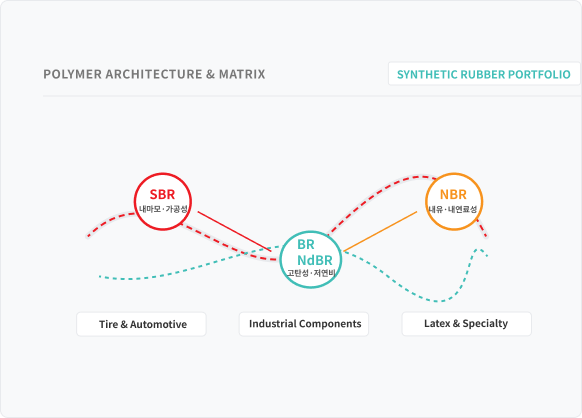 POLYMER ARCHITECTURE & MATRIX
SYNTHETIC RUBBER PORTFOLIO
SBR
내마모·가공성
NBR
내유·내연료성
BR
NdBR
고탄성·저연비
Tire & Automotive
Industrial Components
Latex & Specialty